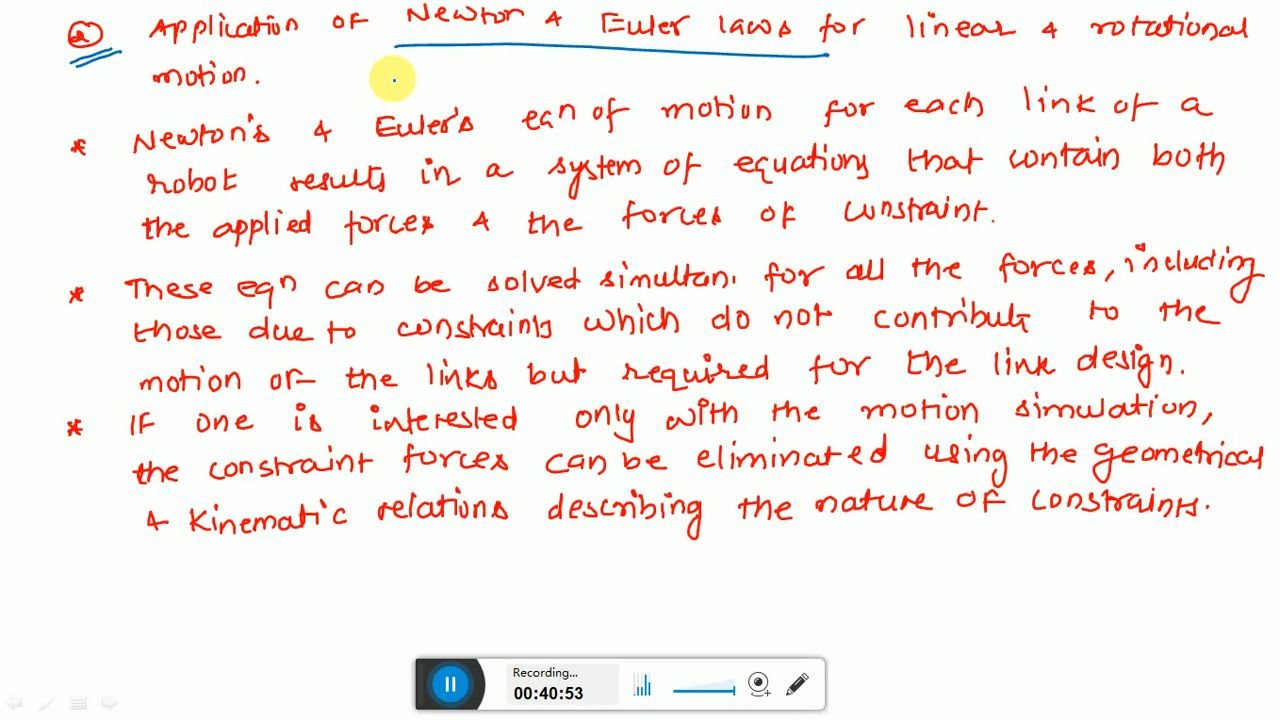 ② Application of Newton & Euler laws for linear & rotational
motion.
* Newton's & Euler's eqn of motion for each link of a
robot results in a system of equations that contain both
the applied forces & the forces of constraint.
* These eqn can be solved simultan. for all the forces, including
those due to constraints which do not contribute to the
motion of the links but required for the link design.
* If one is interested only with the motion simulation,
the constraint forces can be eliminated using the geometrical
& kinematic relations describing the nature of constraints.
Recording...
00:40:53